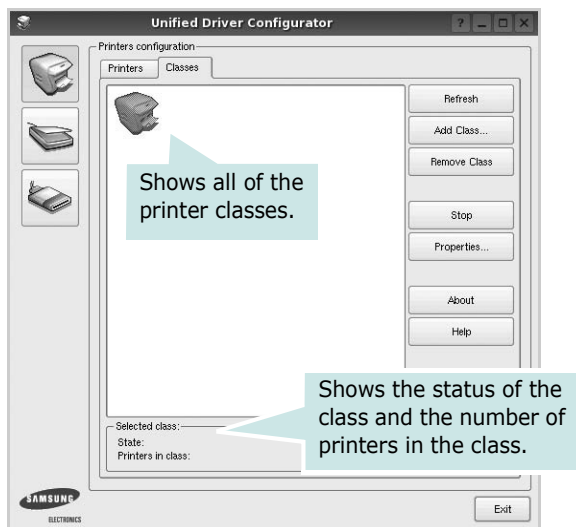 Unified Driver Configurator
Printers configuration
Printers Classes
Refresh
Add Class...
Remove Class
Shows all of the
printer classes.
Stop
Properties...
About
Help
Shows the status of the
class and the number of
printers in the class.
Selected class:
State:
Printers in class:
SAMSUNG
ELECTRONICS
Exit